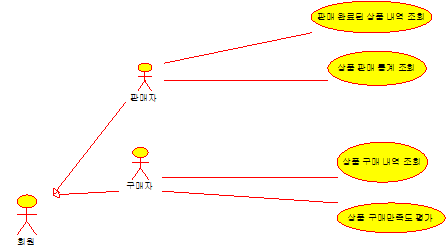 판매 완료된 상품 내역 조회
상품 판매 통계 조회
판매자
상품 구매 내역 조회
구매자
상품 구매만족도 평가
회원